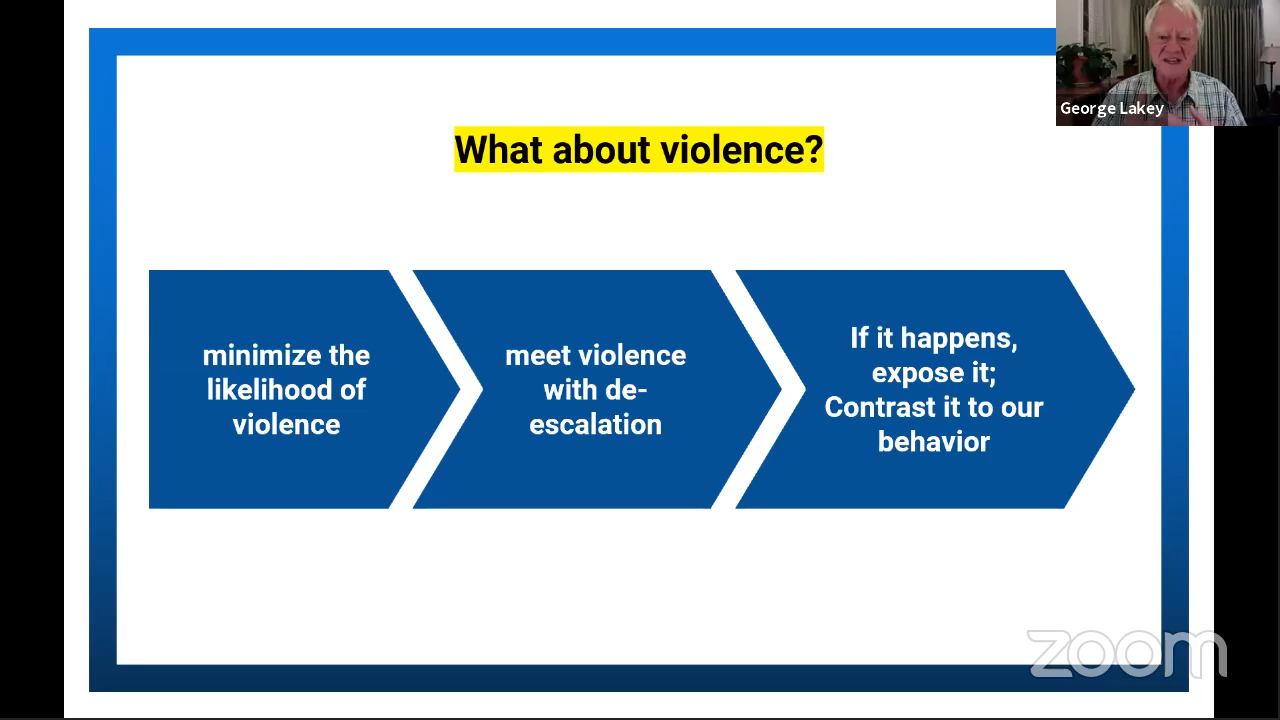 George Lakey
What about violence?
minimize the
likelihood of
violence
meet violence
with de-
escalation
If it happens,
expose it;
Contrast it to our
behavior
zoom